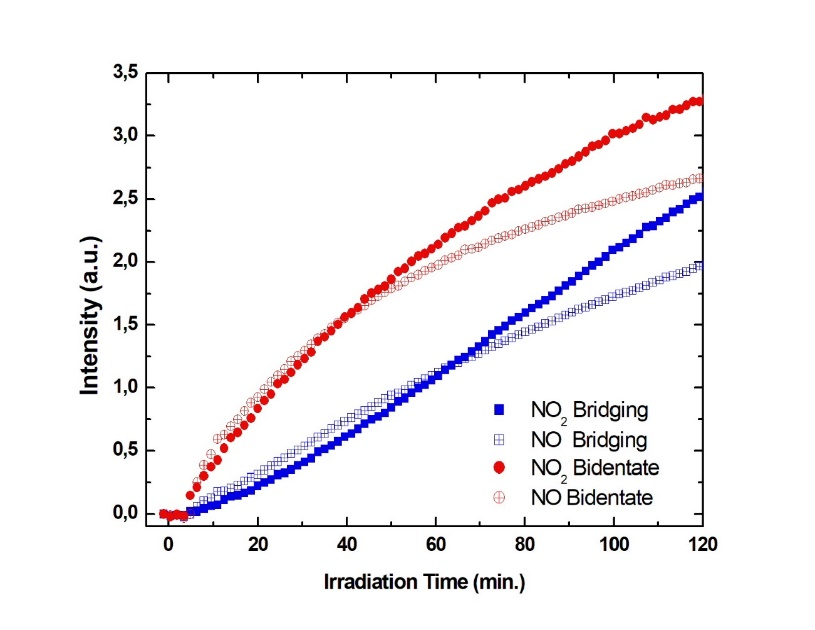 3,5
3,0
2,5
2,0
1,5
1,0
0,5
0,0
Intensity (a.u.)
NO2 Bridging
NO Bridging
NO2 Bidentate
NO Bidentate
0 20 40 60 80 100 120
Irradiation Time (min.)